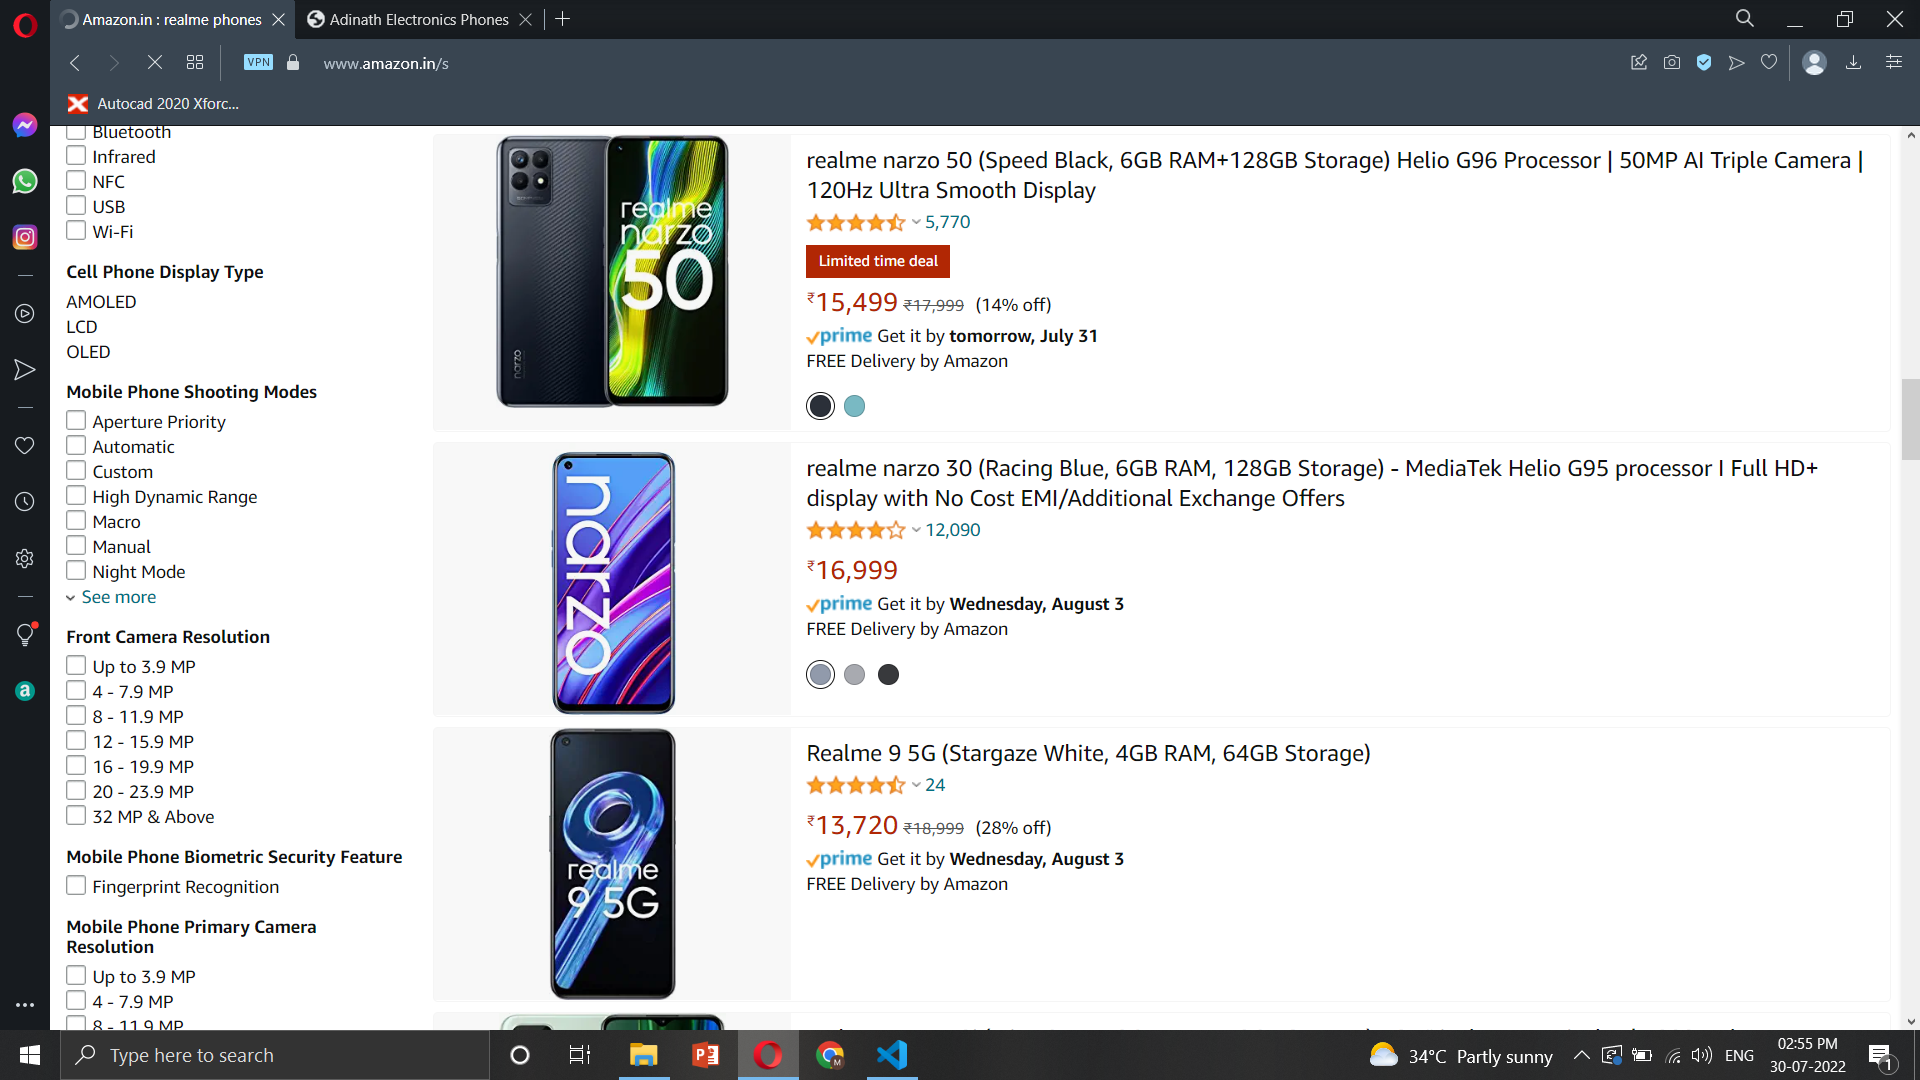 Amazon.in : realme phones
Adinath Electronics Phones
VPN
www.amazon.in/s
Autocad 2020 Xforc...
Bluetooth
Infrared
NFC
USB
Wi-Fi
Cell Phone Display Type
AMOLED
LCD
OLED
Mobile Phone Shooting Modes
Aperture Priority
Automatic
Custom
High Dynamic Range
Macro
Manual
Night Mode
See more
Front Camera Resolution
Up to 3.9 MP
4 - 7.9 MP
8 - 11.9 MP
12 - 15.9 MP
16 - 19.9 MP
20 - 23.9 MP
32 MP & Above
Mobile Phone Biometric Security Feature
Fingerprint Recognition
Mobile Phone Primary Camera
Resolution
Up to 3.9 MP
4 - 7.9 MP
8 - 11.9 MP
realme
narzo
50
narzo
realme narzo 50 (Speed Black, 6GB RAM+128GB Storage) Helio G96 Processor | 50MP AI Triple Camera |
120Hz Ultra Smooth Display
5,770
Limited time deal
₹15,499 ₹17,999 (14% off)
prime Get it by tomorrow, July 31
FREE Delivery by Amazon
narzo
realme narzo 30 (Racing Blue, 6GB RAM, 128GB Storage) - MediaTek Helio G95 processor I Full HD+
display with No Cost EMI/Additional Exchange Offers
12,090
₹16,999
prime Get it by Wednesday, August 3
FREE Delivery by Amazon
realme
9 5G
Realme 9 5G (Stargaze White, 4GB RAM, 64GB Storage)
24
₹13,720 ₹18,999 (28% off)
prime Get it by Wednesday, August 3
FREE Delivery by Amazon
Type here to search
34°C Partly sunny
ENG
02:55 PM
30-07-2022
1